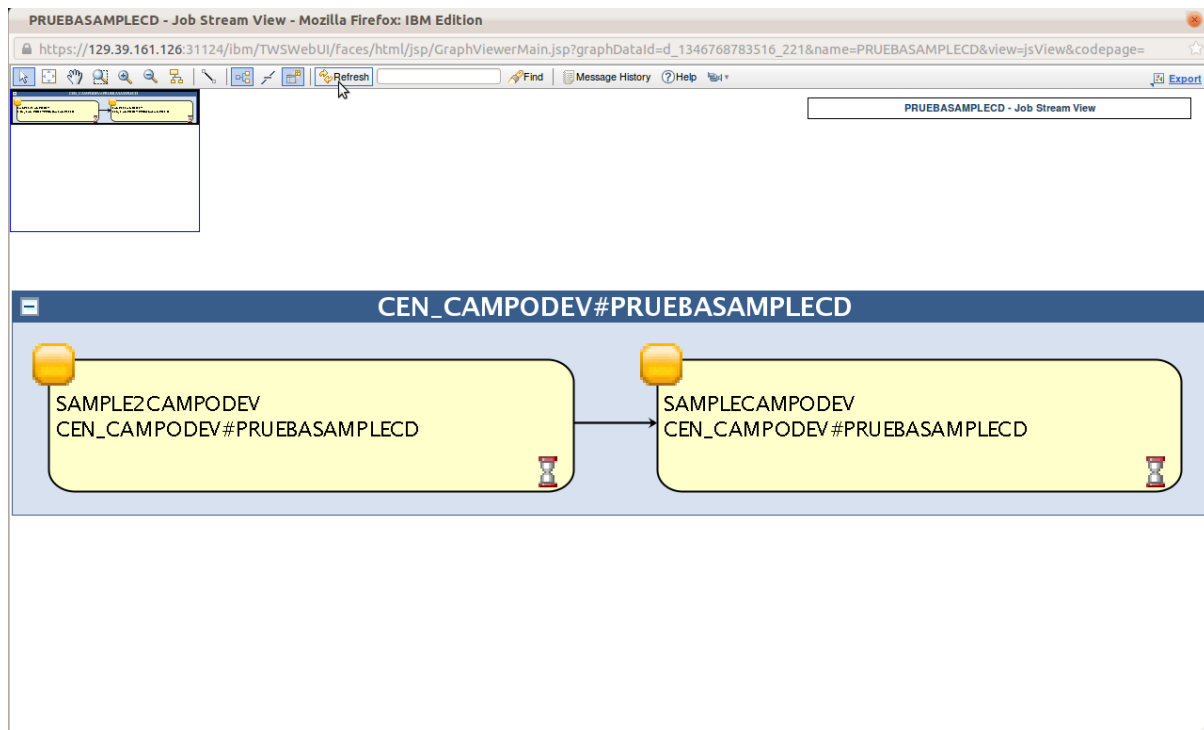 PRUEBASAMPLECD - Job Stream View - Mozilla Firefox: IBM Edition
https://129.39.161.126:31124/ibm/TWSWebUI/faces/html/jsp/GraphViewerMain.jsp?graphDataId=d_1346768783516_221&name=PRUEBASAMPLECD&view=jsView&codepage=
Refresh Find Message History Help Export
PRUEBASAMPLECD - Job Stream View
CEN_CAMPODEV#PRUEBASAMPLECD
SAMPLE2CAMPODEV
CEN_CAMPODEV#PRUEBASAMPLECD
SAMPLECAMPODEV
CEN_CAMPODEV#PRUEBASAMPLECD